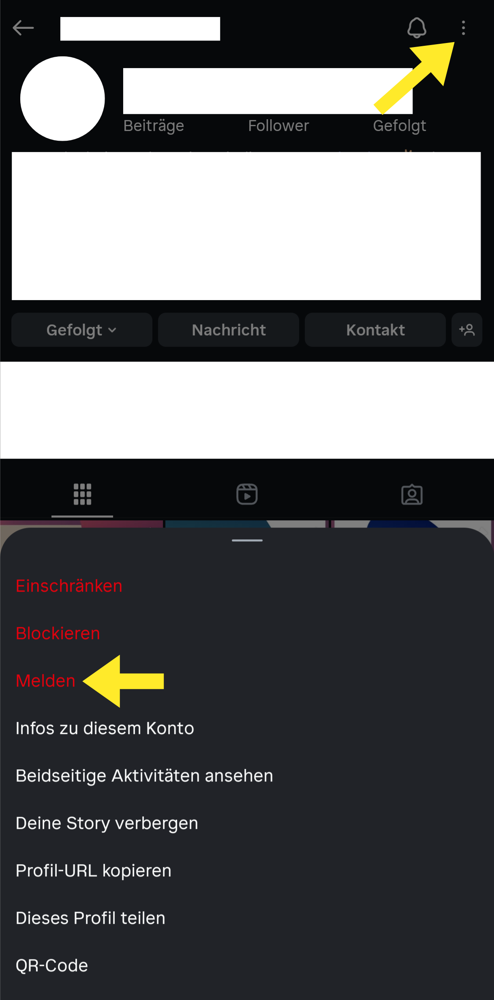 Beiträge Follower Gefolgt
Gefolgt Nachricht Kontakt
Einschränken
Blockieren
Melden
Infos zu diesem Konto
Beidseitige Aktivitäten ansehen
Deine Story verbergen
Profil-URL kopieren
Dieses Profil teilen
QR-Code